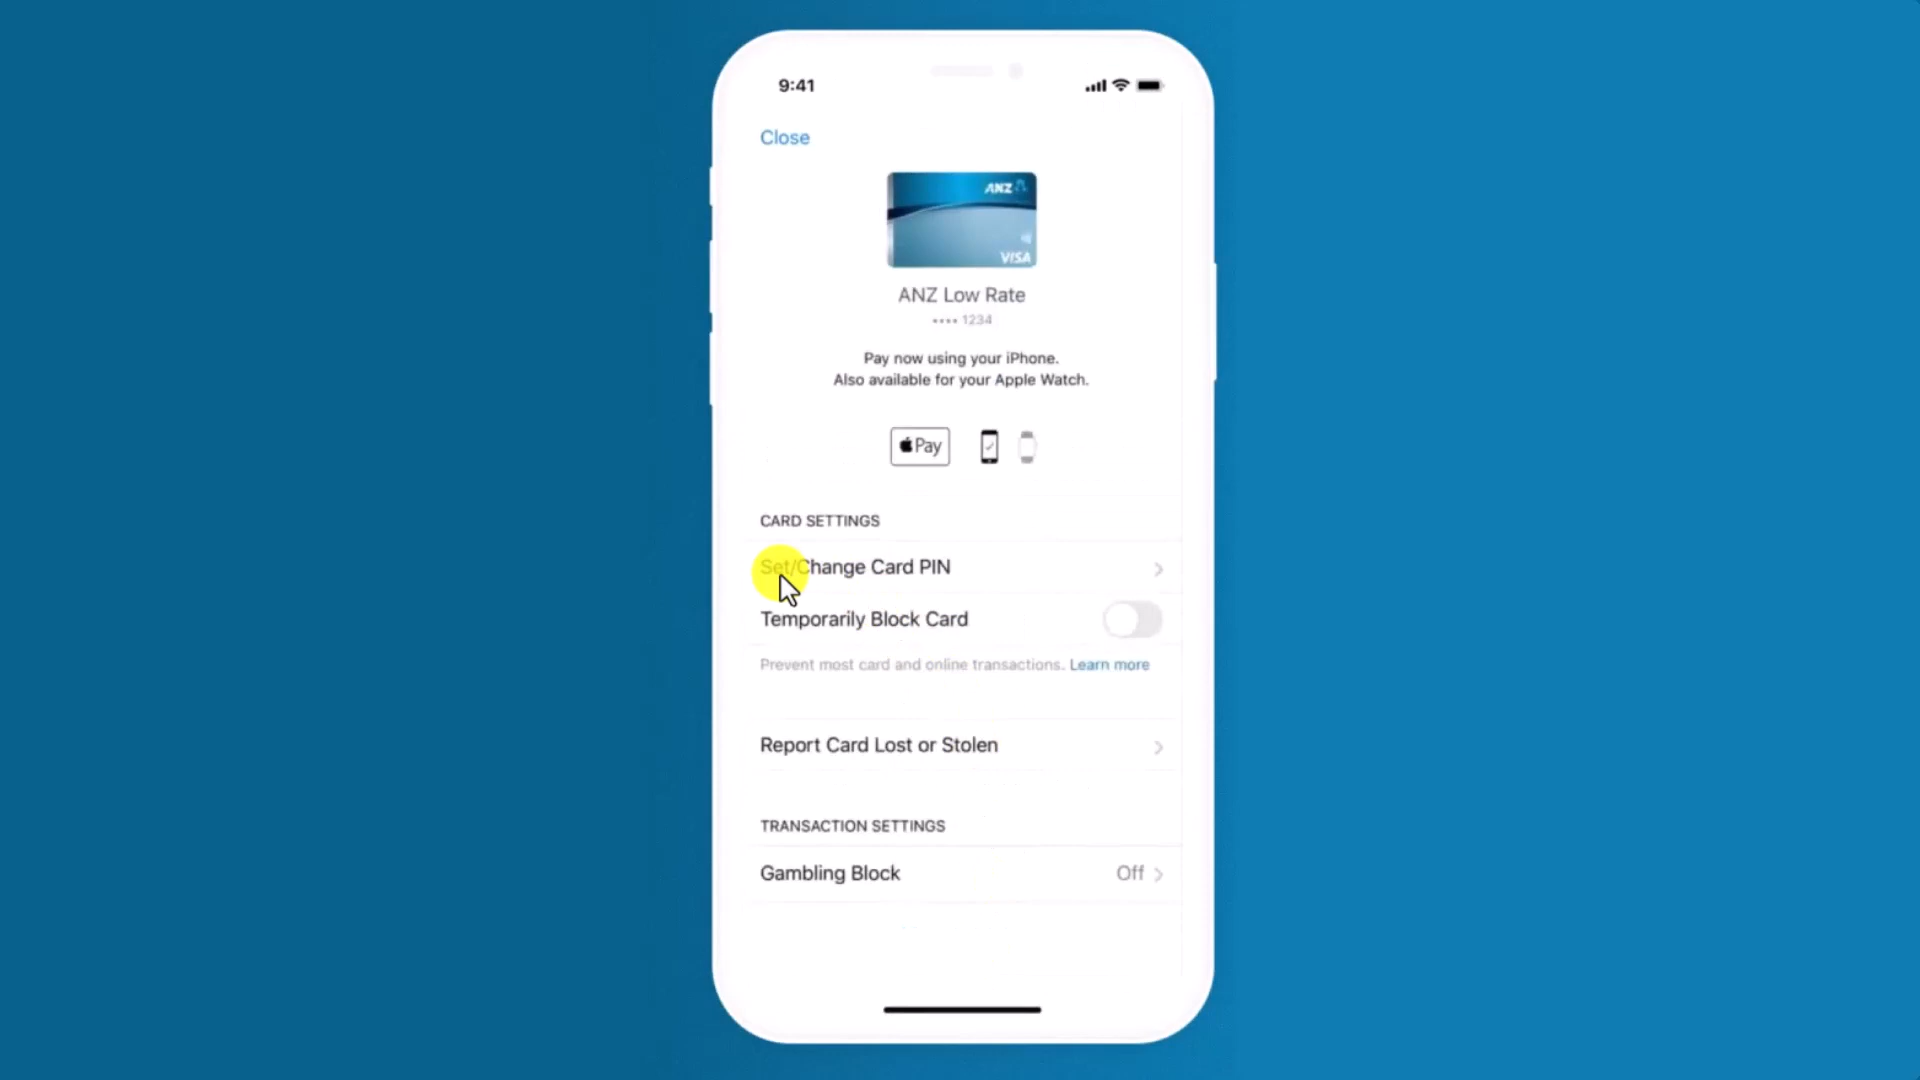 9:41
Close
ANZ
VISA
ANZ Low Rate
•••• 1234
Pay now using your iPhone.
Also available for your Apple Watch.
Pay
CARD SETTINGS
Set/Change Card PIN
Temporarily Block Card
Prevent most card and online transactions. Learn more
Report Card Lost or Stolen
TRANSACTION SETTINGS
Gambling Block Off